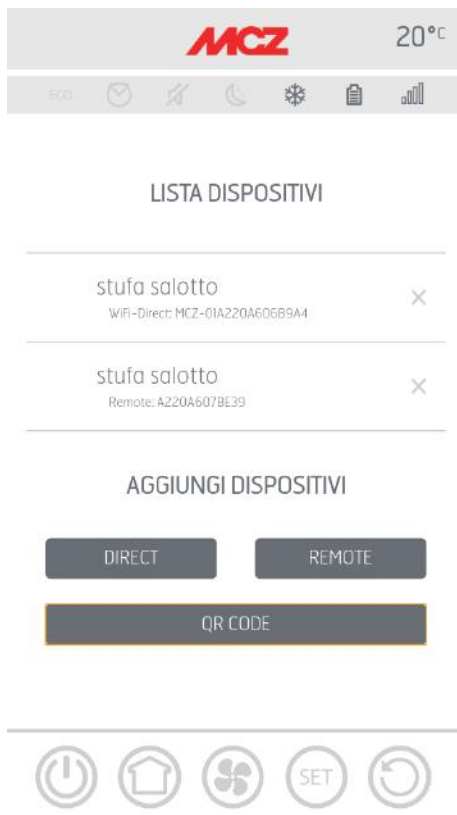 MCZ
20°C
ECO
LISTA DISPOSITIVI
stufa salotto
WiFi-Direct: MCZ-01A220A606B9A4
stufa salotto
Remote: A220A607BE39
AGGIUNGI DISPOSITIVI
DIRECT
REMOTE
QR CODE
SET